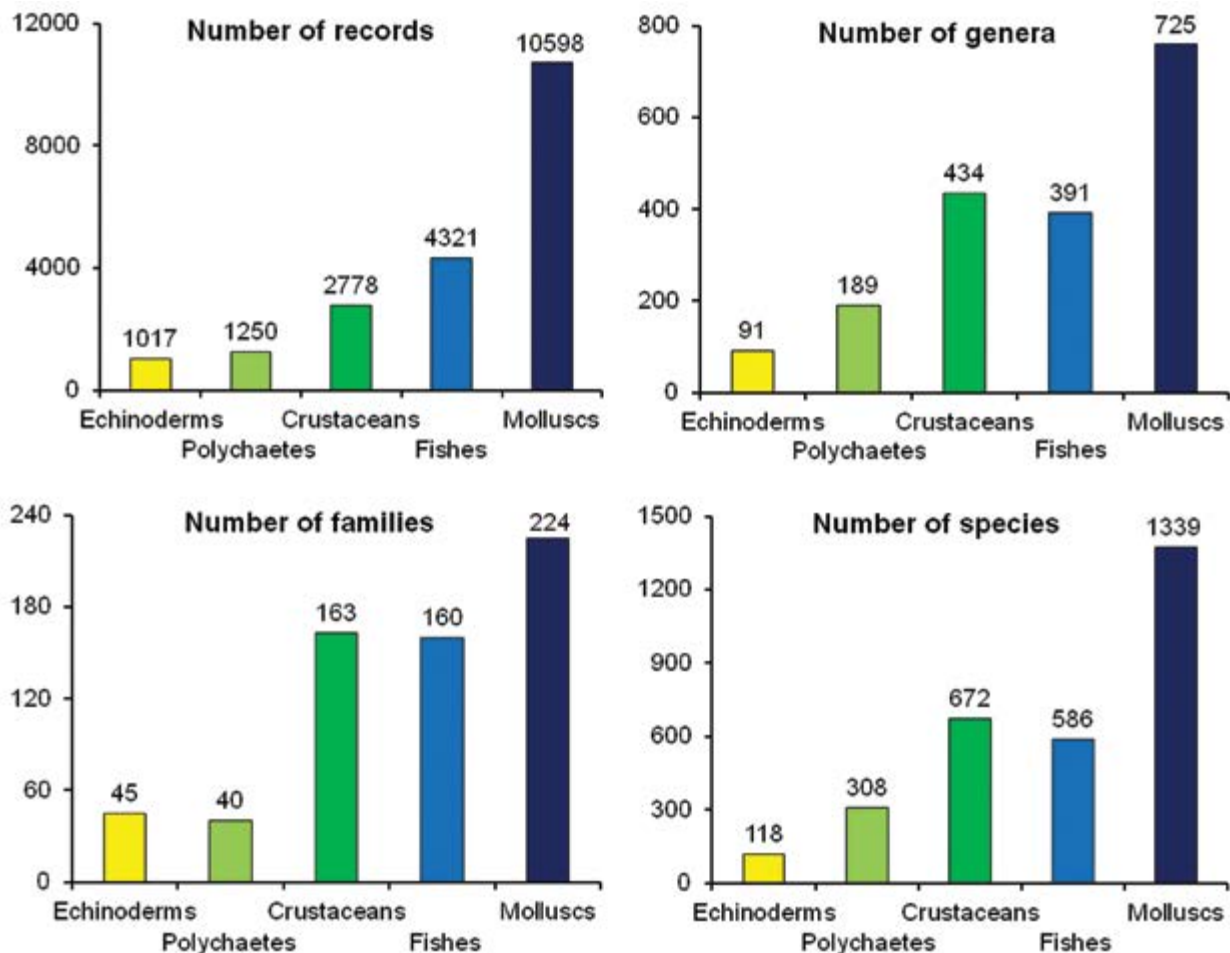 Number of records
12000
8000
4000
0
1017
1250
2778
4321
10598
Echinoderms
Polychaetes
Crustaceans
Fishes
Molluscs
Number of genera
800
600
400
200
0
91
189
434
391
725
Echinoderms
Polychaetes
Crustaceans
Fishes
Molluscs
Number of families
240
180
120
60
0
45
40
163
160
224
Echinoderms
Polychaetes
Crustaceans
Fishes
Molluscs
Number of species
1500
1200
900
600
300
0
118
308
672
586
1339
Echinoderms
Polychaetes
Crustaceans
Fishes
Molluscs